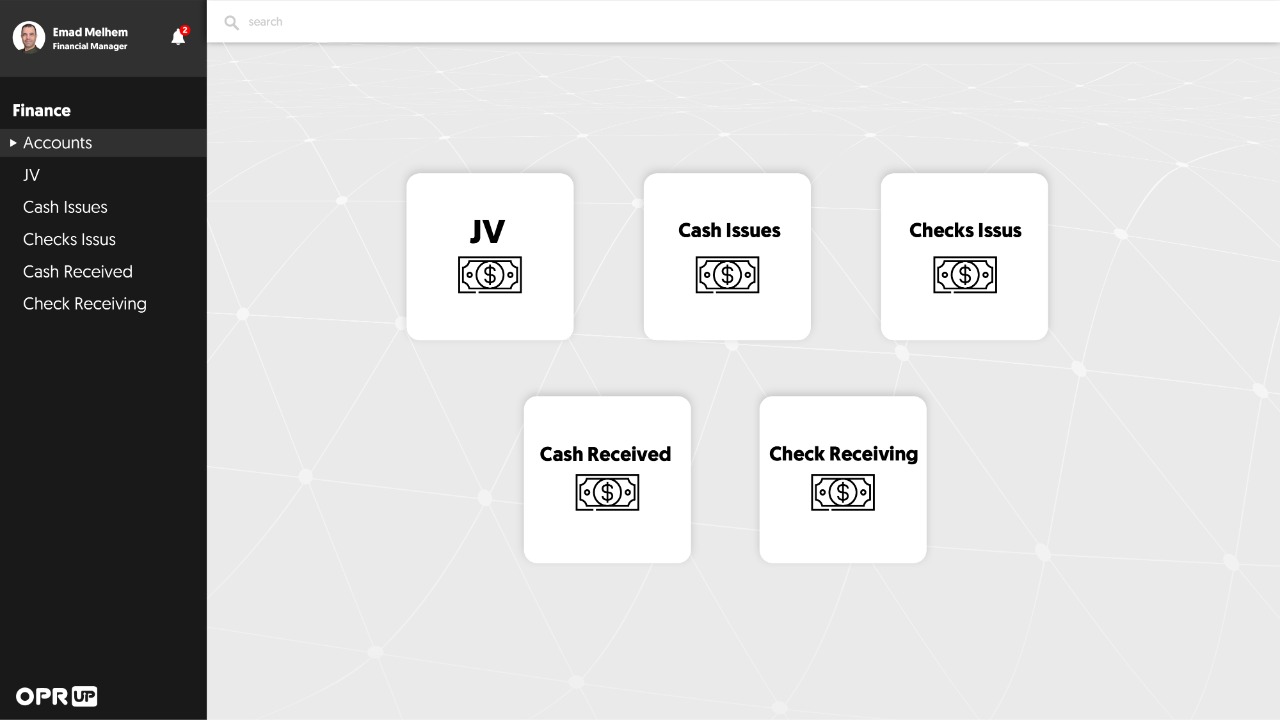 Emad Melhem
Financial Manager
2
search
Finance
Accounts
JV
Cash Issues
Checks Issus
Cash Received
Check Receiving
JV
Cash Issues
Checks Issus
Cash Received
Check Receiving
OPR UP